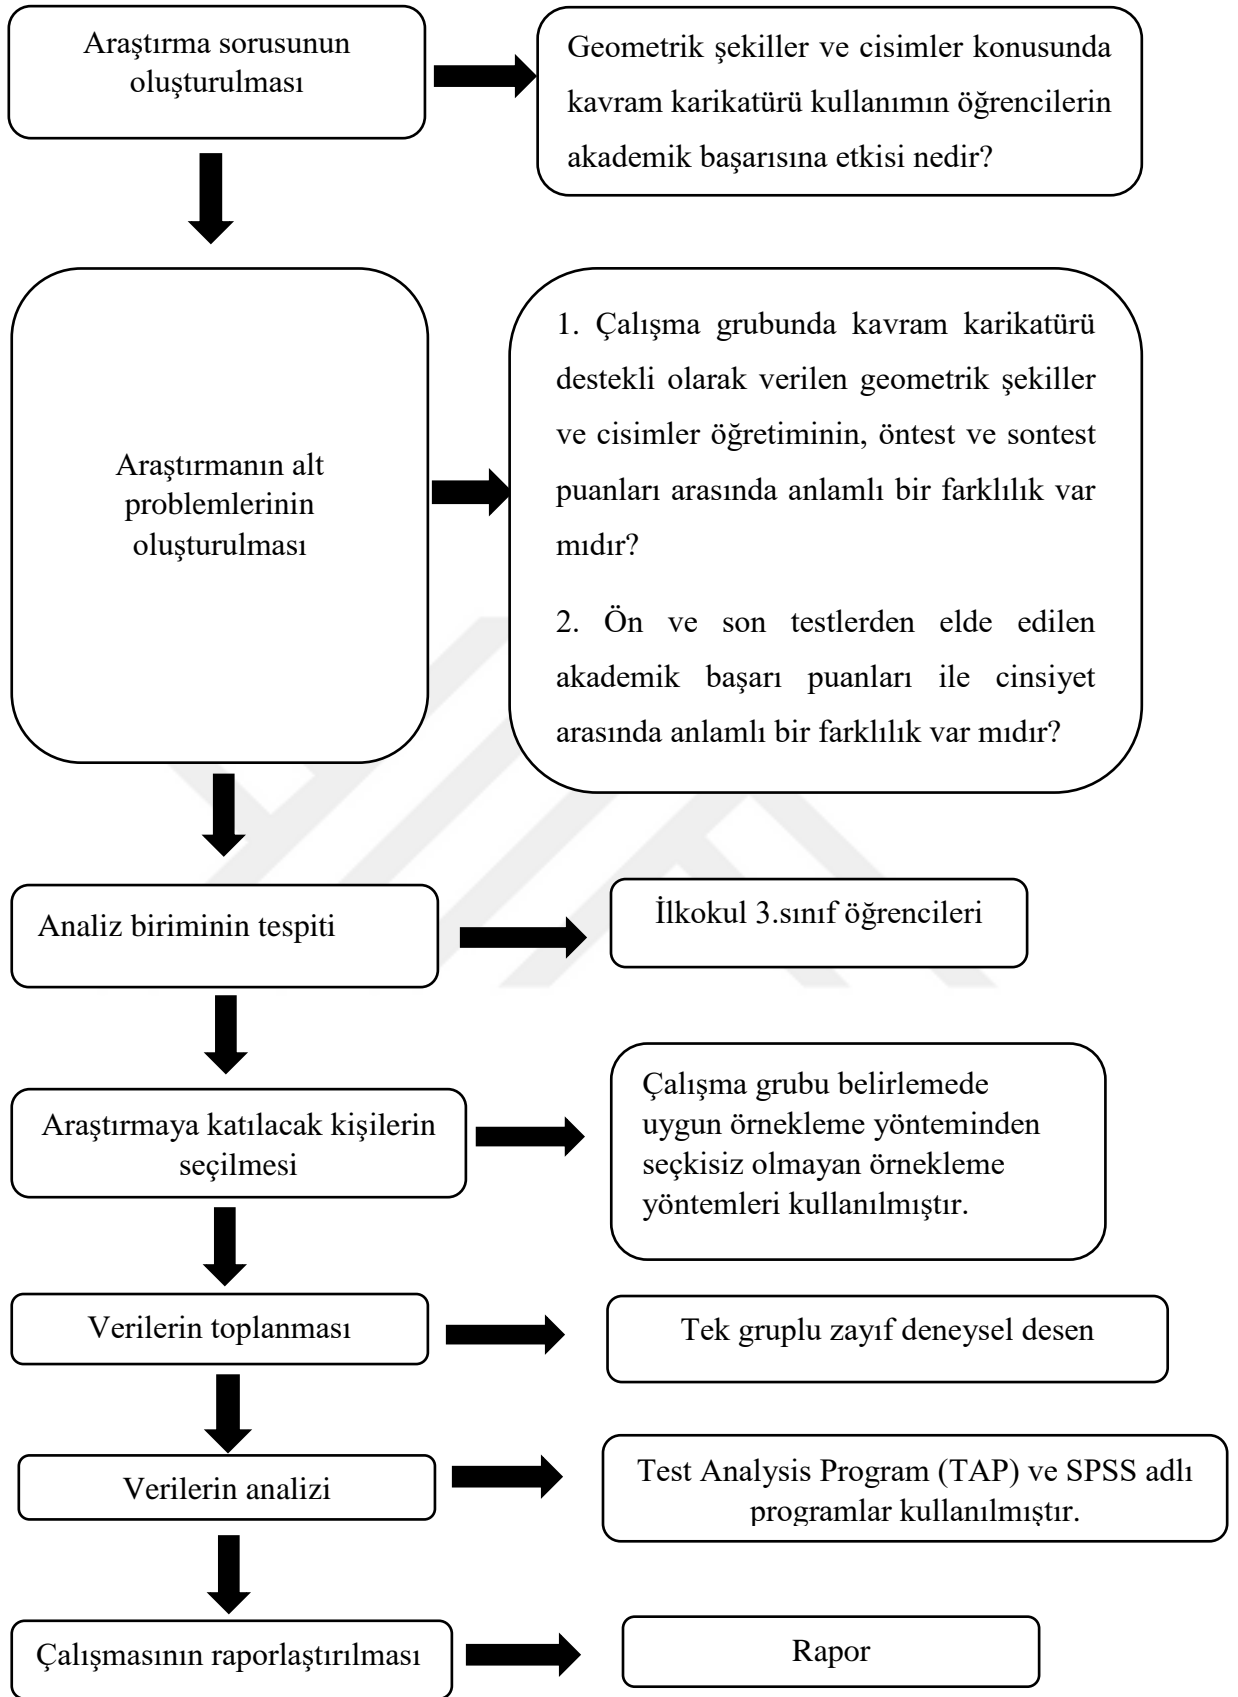 Araştırma sorusunun
oluşturulması
Geometrik şekiller ve cisimler konusunda
kavram karikatürü kullanımın öğrencilerin
akademik başarısına etkisi nedir?
Araştırmanın alt
problemlerinin
oluşturulması
1. Çalışma grubunda kavram karikatürü
destekli olarak verilen geometrik şekiller
ve cisimler öğretiminin, öntest ve sontest
puanları arasında anlamlı bir farklılık var
mıdır?
2. Ön ve son testlerden elde edilen
akademik başarı puanları ile cinsiyet
arasında anlamlı bir farklılık var mıdır?
Analiz biriminin tespiti
İlkokul 3.sınıf öğrencileri
Araştırmaya katılacak kişilerin
seçilmesi
Çalışma grubu belirlemede
uygun örnekleme yönteminden
seçkisiz olmayan örnekleme
yöntemleri kullanılmıştır.
Verilerin toplanması
Tek gruplu zayıf deneysel desen
Verilerin analizi
Test Analysis Program (TAP) ve SPSS adlı
programlar kullanılmıştır.
Çalışmasının raporlaştırılması
Rapor